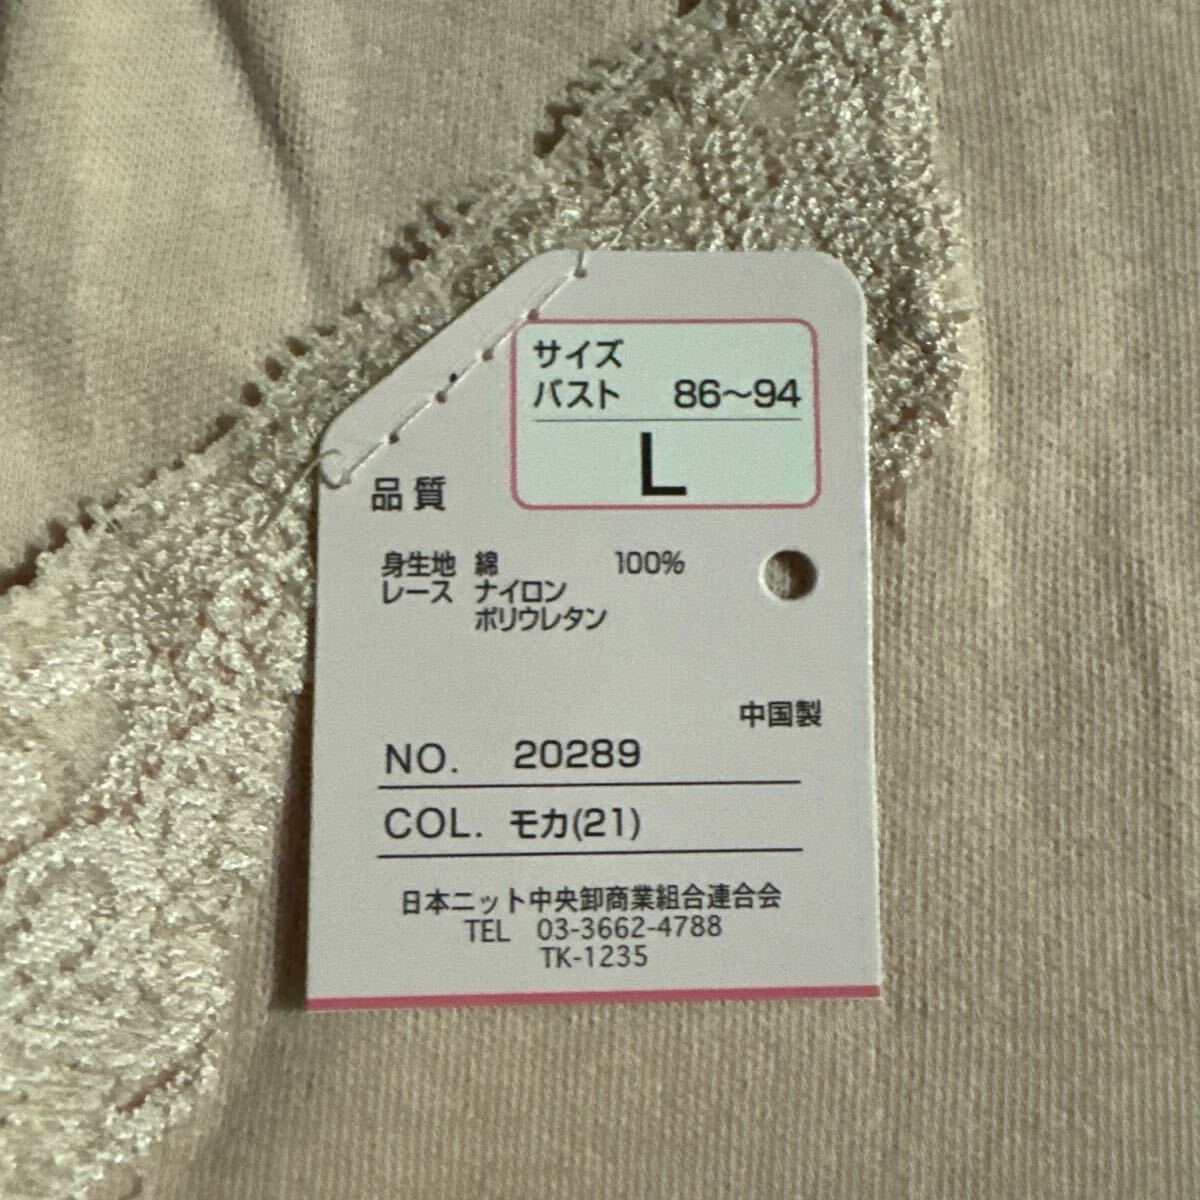 サイズ
バスト 86〜94
L
品質
身生地 綿 100%
レース ナイロン
ポリウレタン
中国製
NO. 20289
COL. モカ(21)
日本ニット中央卸商業組合連合会
TEL 03-3662-4788
TK-1235